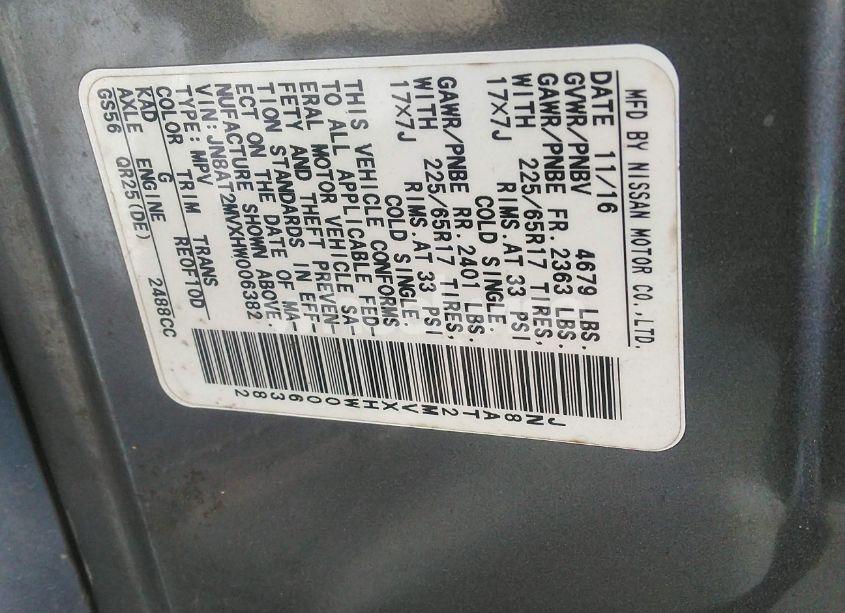 MFD BY NISSAN MOTOR CO.,LTD.
DATE 11/16
GVWR/PNBV 4679 LBS.
GAWR/PNBE FR. 2363 LBS.
WITH 225/65R17 TIRES,
17X7J RIMS.AT 33 PSI
COLD SINGLE
GAWR/PNBE RR. 2401 LBS.
WITH 225/65R17 TIRES,
17X7J RIMS.AT 33 PSI
COLD SINGLE
THIS VEHICLE CONFORMS
TO ALL APPLICABLE FED-
ERAL MOTOR VEHICLE SA-
FETY AND THEFT PREVEN-
TION STANDARDS IN EFF-
ECT ON THE DATE OF MA-
NUFACTURE SHOWN ABOVE.
VIN: JN8AT2MVXHW006382
TYPE: MPV
COLOR TRIM TRANS
KAD G RE0F10D
AXLE ENGINE
GS56 QR25(DE) 2488CC
JN8AT2MVXHW006382